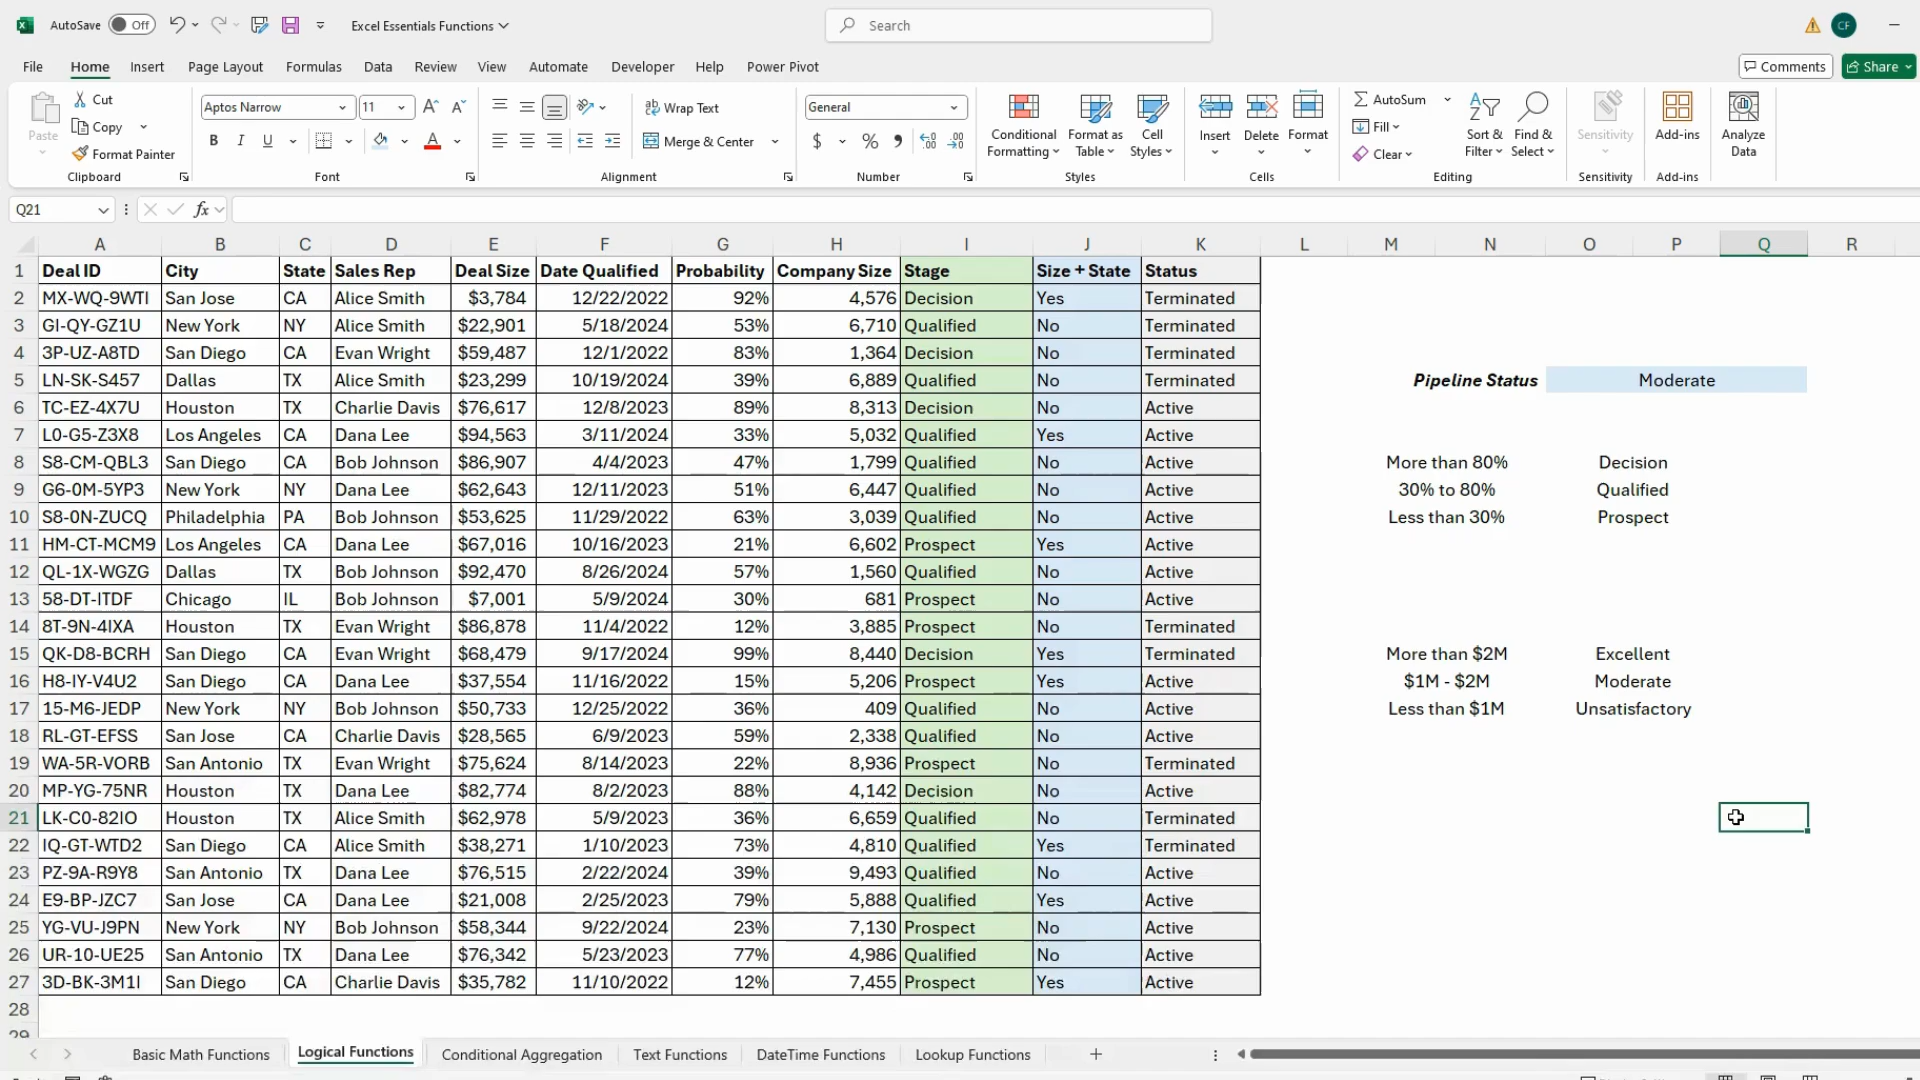 AutoSave Off Excel Essentials Functions Search CF
File Home Insert Page Layout Formulas Data Review View Automate Developer Help Power Pivot Comments Share
Paste Cut Copy Format Painter Clipboard
Aptos Narrow 11 B I U A Font
Wrap Text Merge & Center Alignment
General $ % Number
Conditional Formatting Format as Table Cell Styles Styles
Insert Delete Format Cells
AutoSum Fill Clear Sort & Filter Find & Select Editing
Sensitivity Sensitivity
Add-ins Add-ins
Analyze Data
Q21 fx
A B C D E F G H I J K L M N O P Q R
1 Deal ID City State Sales Rep Deal Size Date Qualified Probability Company Size Stage Size + State Status
2 MX-WQ-9WTI San Jose CA Alice Smith $3,784 12/22/2022 92% 4,576 Decision Yes Terminated
3 GI-QY-GZ1U New York NY Alice Smith $22,901 5/18/2024 53% 6,710 Qualified No Terminated
4 3P-UZ-A8TD San Diego CA Evan Wright $59,487 12/1/2022 83% 1,364 Decision No Terminated
5 LN-SK-S457 Dallas TX Alice Smith $23,299 10/19/2024 39% 6,889 Qualified No Terminated Pipeline Status Moderate
6 TC-EZ-4X7U Houston TX Charlie Davis $76,617 12/8/2023 89% 8,313 Decision No Active
7 L0-G5-Z3X8 Los Angeles CA Dana Lee $94,563 3/11/2024 33% 5,032 Qualified Yes Active
8 S8-CM-QBL3 San Diego CA Bob Johnson $86,907 4/4/2023 47% 1,799 Qualified No Active More than 80% Decision
9 G6-0M-5YP3 New York NY Dana Lee $62,643 12/11/2023 51% 6,447 Qualified No Active 30% to 80% Qualified
10 S8-0N-ZUCQ Philadelphia PA Bob Johnson $53,625 11/29/2022 63% 3,039 Qualified No Active Less than 30% Prospect
11 HM-CT-MCM9 Los Angeles CA Dana Lee $67,016 10/16/2023 21% 6,602 Prospect Yes Active
12 QL-1X-WGZG Dallas TX Bob Johnson $92,470 8/26/2024 57% 1,560 Qualified No Active
13 58-DT-ITDF Chicago IL Bob Johnson $7,001 5/9/2024 30% 681 Prospect No Active
14 8T-9N-4IXA Houston TX Evan Wright $86,878 11/4/2022 12% 3,885 Prospect No Terminated
15 QK-D8-BCRH San Diego CA Evan Wright $68,479 9/17/2024 99% 8,440 Decision Yes Terminated More than $2M Excellent
16 H8-IY-V4U2 San Diego CA Dana Lee $37,554 11/16/2022 15% 5,206 Prospect Yes Active $1M - $2M Moderate
17 15-M6-JEDP New York NY Bob Johnson $50,733 12/25/2022 36% 409 Qualified No Active Less than $1M Unsatisfactory
18 RL-GT-EFSS San Jose CA Charlie Davis $28,565 6/9/2023 59% 2,338 Qualified No Active
19 WA-5R-VORB San Antonio TX Evan Wright $75,624 8/14/2023 22% 8,936 Prospect No Terminated
20 MP-YG-75NR Houston TX Dana Lee $82,774 8/2/2023 88% 4,142 Decision No Active
21 LK-C0-82IO Houston TX Alice Smith $62,978 5/9/2023 36% 6,659 Qualified No Terminated
22 IQ-GT-WTD2 San Diego CA Alice Smith $38,271 1/10/2023 73% 4,810 Qualified Yes Terminated
23 PZ-9A-R9Y8 San Antonio TX Dana Lee $76,515 2/22/2024 39% 9,493 Qualified No Active
24 E9-BP-JZC7 San Jose CA Dana Lee $21,008 2/25/2023 79% 5,888 Qualified Yes Active
25 YG-VU-J9PN New York NY Bob Johnson $58,344 9/22/2024 23% 7,130 Prospect No Active
26 UR-10-UE25 San Antonio TX Dana Lee $76,342 5/23/2023 77% 4,986 Qualified No Active
27 3D-BK-3M1I San Diego CA Charlie Davis $35,782 11/10/2022 12% 7,455 Prospect Yes Active
28
29
Basic Math Functions Logical Functions Conditional Aggregation Text Functions DateTime Functions Lookup Functions